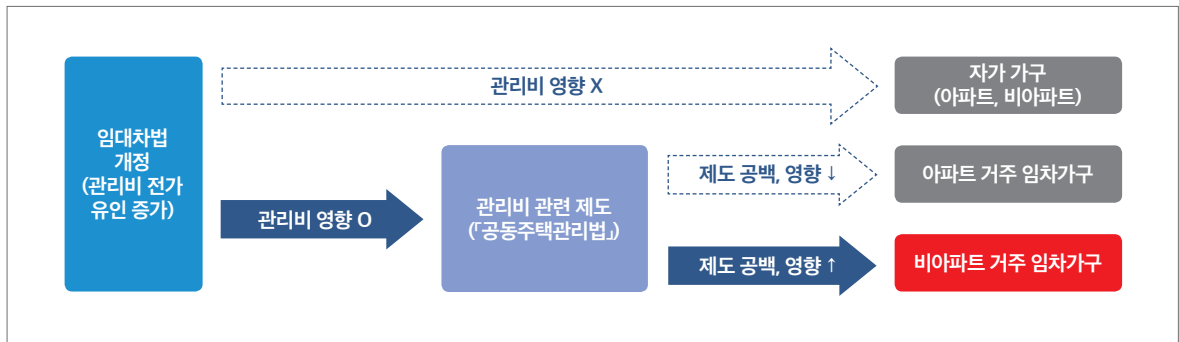 임대차법
개정
(관리비 전가
유인 증가)
관리비 영향 X
자가 가구
(아파트, 비아파트)
관리비 영향 O
관리비 관련 제도
(「공동주택관리법」)
제도 공백, 영향 ↓
아파트 거주 임차가구
제도 공백, 영향 ↑
비아파트 거주 임차가구